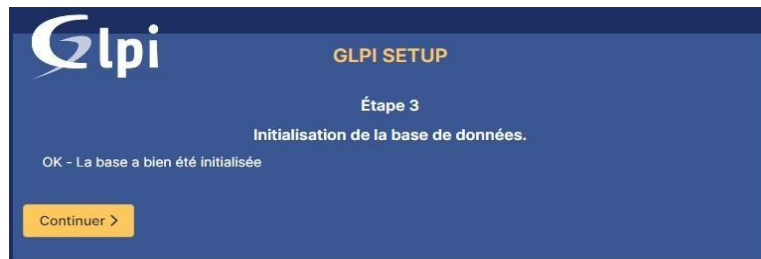 Glpi
GLPI SETUP
Étape 3
Initialisation de la base de données.
OK - La base a bien été initialisée
Continuer >